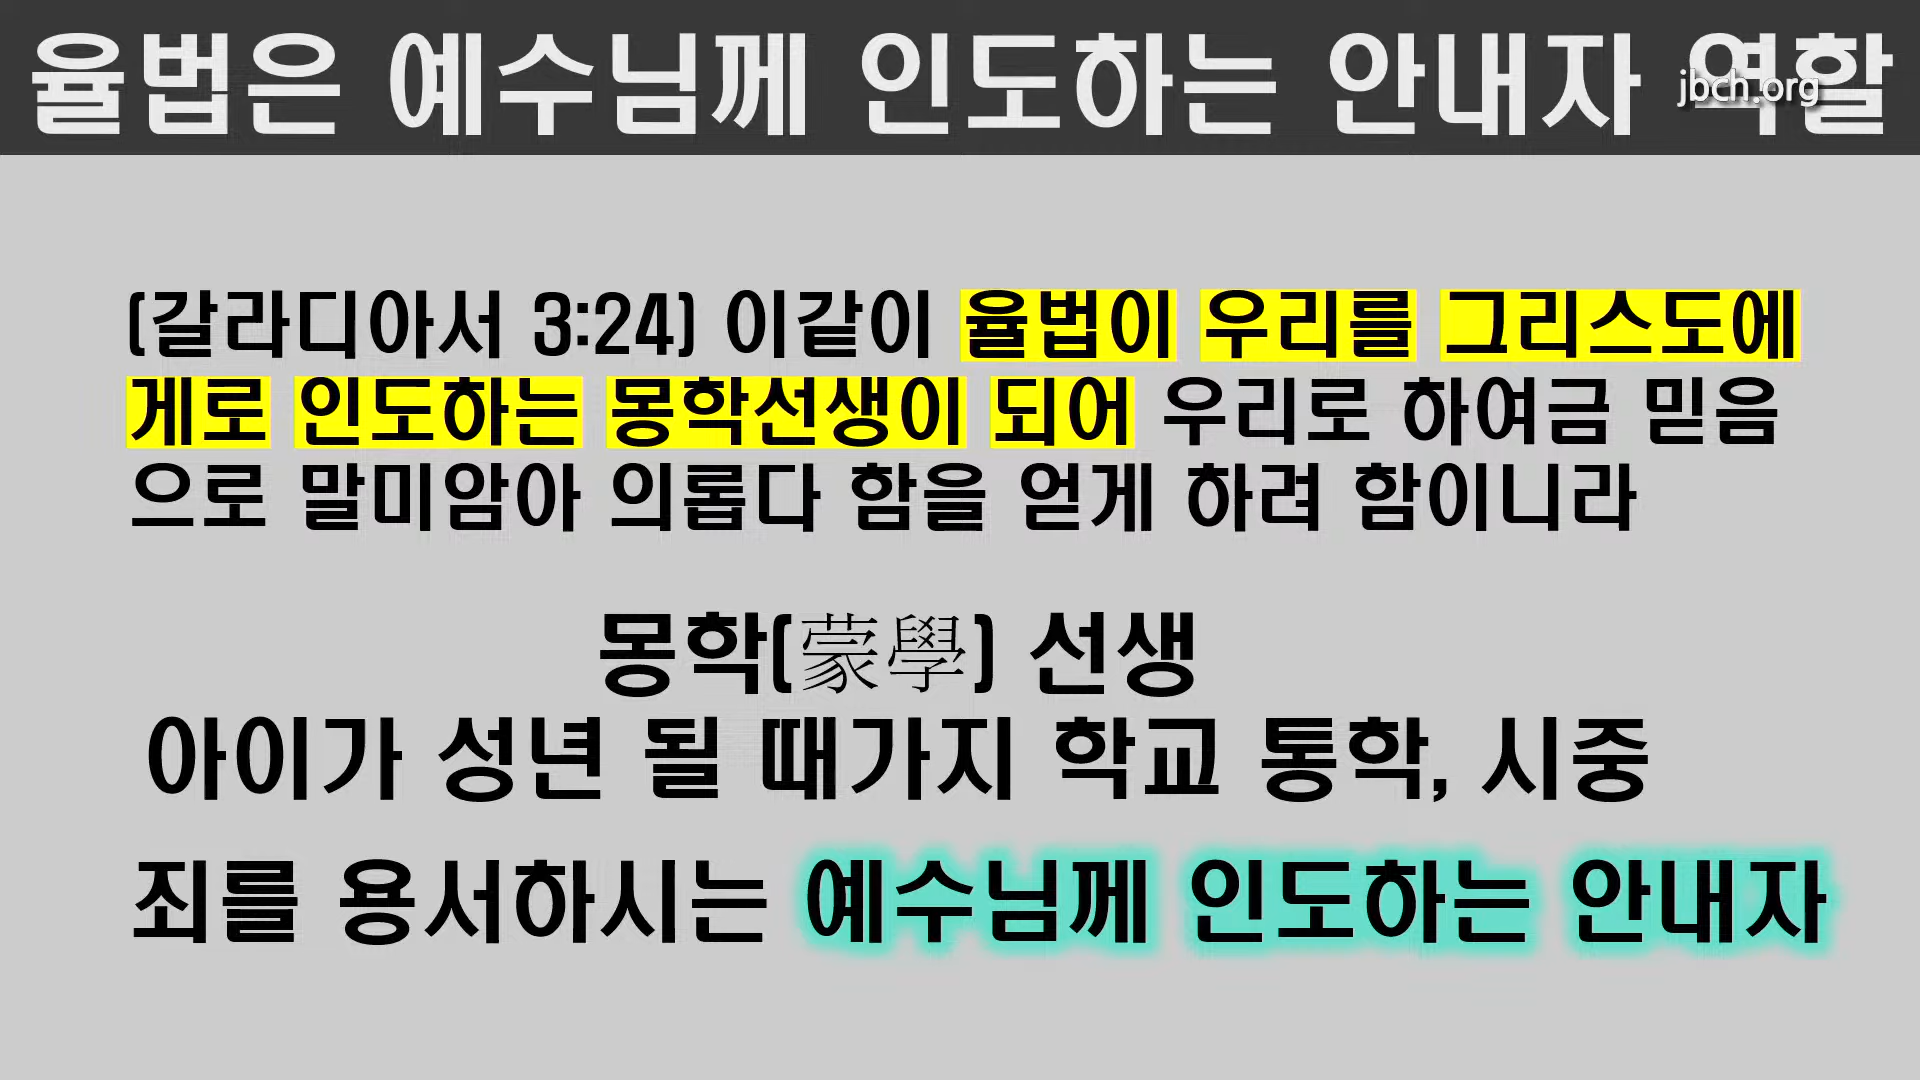 율법은 예수님께 인도하는 안내자 역할
jbch.org
(갈라디아서 3:24) 이같이 율법이 우리를 그리스도에
게로 인도하는 몽학선생이 되어 우리로 하여금 믿음
으로 말미암아 의롭다 함을 얻게 하려 함이니라
몽학(蒙學) 선생
아이가 성년 될 때가지 학교 통학, 시중
죄를 용서하시는 예수님께 인도하는 안내자